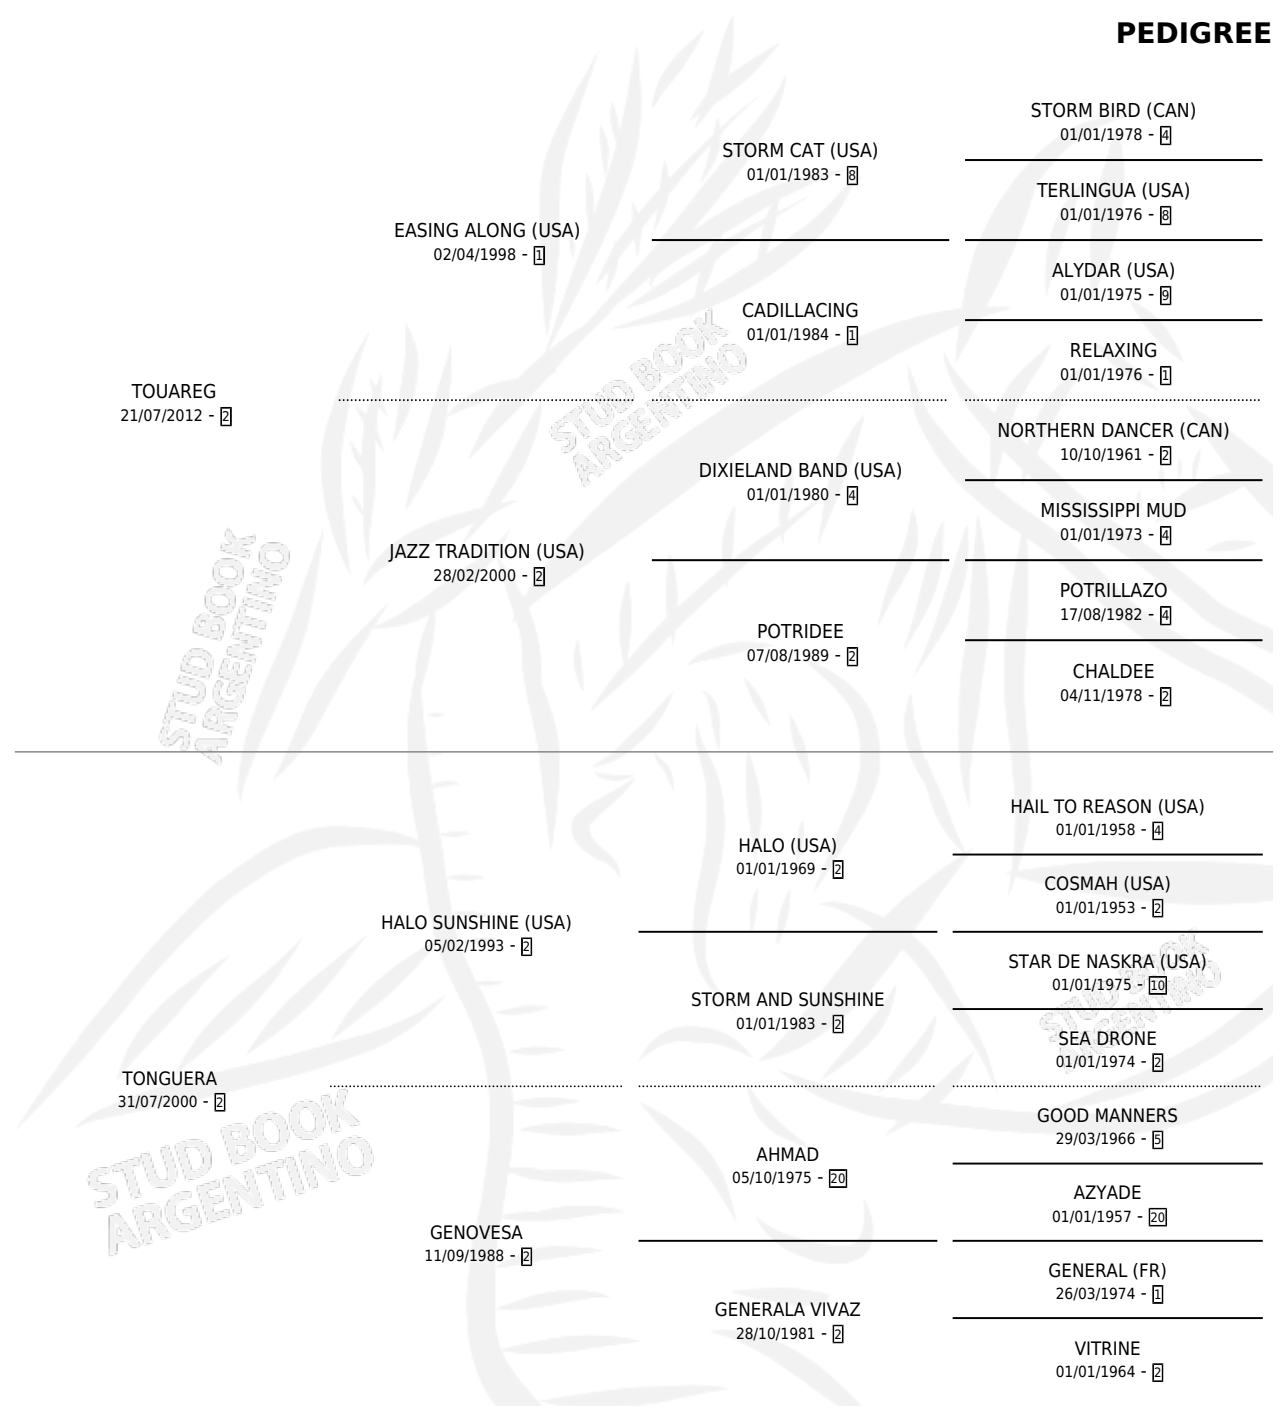 PEDIGREE
STORM BIRD (CAN)
01/01/1978 - 4
STORM CAT (USA)
01/01/1983 - 8
TERLINGUA (USA)
01/01/1976 - 8
EASING ALONG (USA)
02/04/1998 - 1
ALYDAR (USA)
01/01/1975 - 9
CADILLACING
01/01/1984 - 1
RELAXING
01/01/1976 - 1
TOUAREG
21/07/2012 - 2
NORTHERN DANCER (CAN)
10/10/1961 - 2
DIXIELAND BAND (USA)
01/01/1980 - 4
MISSISSIPPI MUD
01/01/1973 - 4
JAZZ TRADITION (USA)
28/02/2000 - 2
POTRILLAZO
17/08/1982 - 4
POTRIDEE
07/08/1989 - 2
CHALDEE
04/11/1978 - 2
HAIL TO REASON (USA)
01/01/1958 - 4
HALO (USA)
01/01/1969 - 2
COSMAH (USA)
01/01/1953 - 2
HALO SUNSHINE (USA)
05/02/1993 - 2
STAR DE NASKRA (USA)
01/01/1975 - 10
STORM AND SUNSHINE
01/01/1983 - 2
SEA DRONE
01/01/1974 - 2
TONGUERA
31/07/2000 - 2
GOOD MANNERS
29/03/1966 - 5
AHMAD
05/10/1975 - 20
AZYADE
01/01/1957 - 20
GENOVESA
11/09/1988 - 2
GENERAL (FR)
26/03/1974 - 1
GENERALA VIVAZ
28/10/1981 - 2
VITRINE
01/01/1964 - 2
STUD BOOK
ARGENTINO
STUD BOOK
ARGENTINO
STUD BOOK
ARGENTINO
STUD BOOK
ARGENTINO